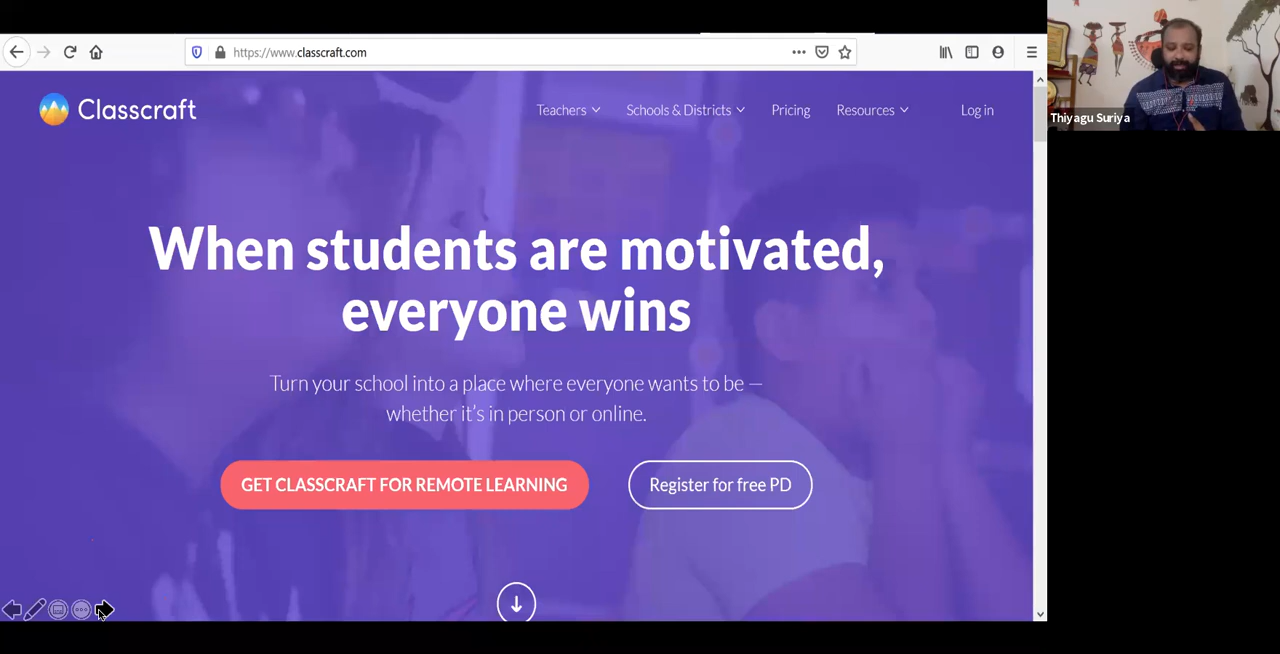 https://www.classcraft.com
Classcraft
Teachers
Schools & Districts
Pricing
Resources
Log in
Thiyagu Suriya
When students are motivated,
everyone wins
Turn your school into a place where everyone wants to be —
whether it's in person or online.
GET CLASSCRAFT FOR REMOTE LEARNING
Register for free PD